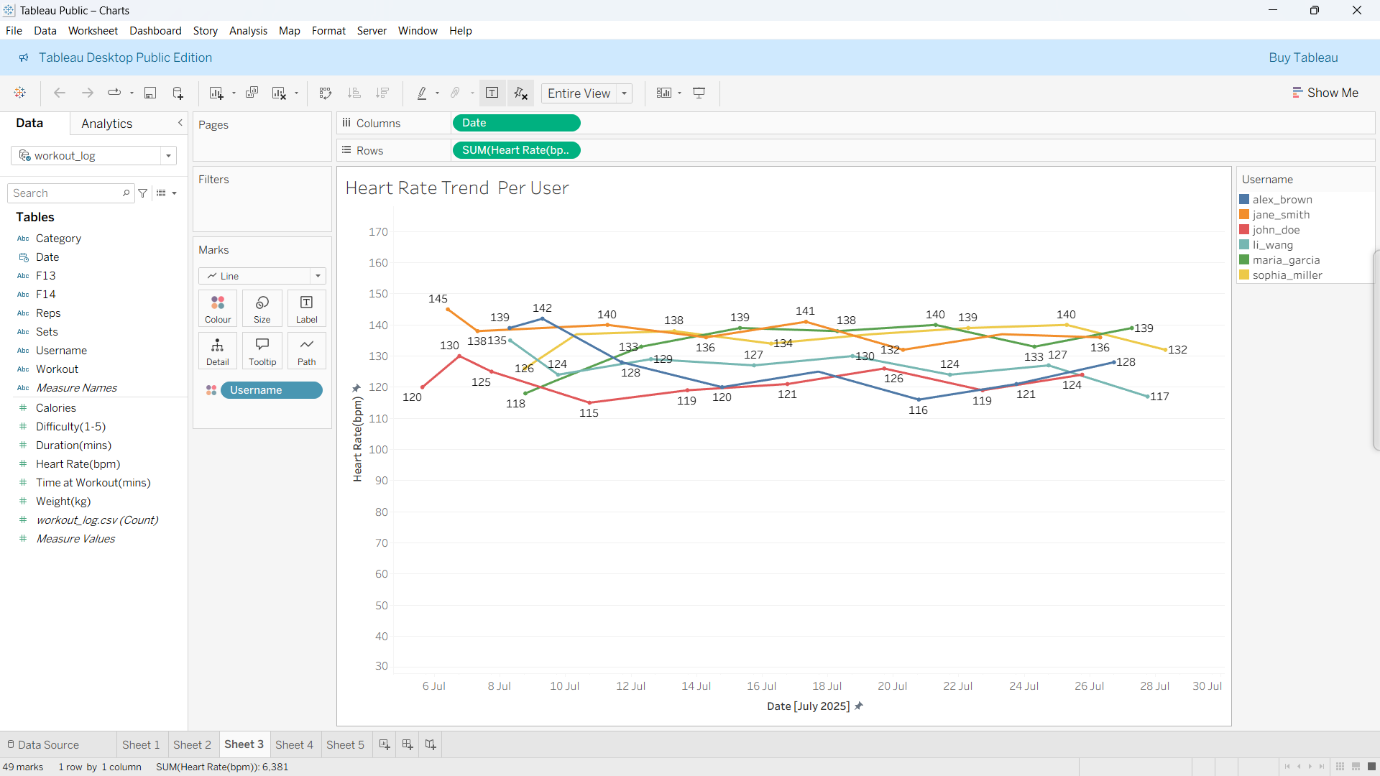 Tableau Public – Charts
File Data Worksheet Dashboard Story Analysis Map Format Server Window Help
Tableau Desktop Public Edition Buy Tableau
Entire View Show Me
Data Analytics
workout_log
Search
Tables
Abc Category
Date
Abc F13
Abc F14
Abc Reps
Abc Sets
Abc Username
Abc Workout
Abc Measure Names
# Calories
# Difficulty(1-5)
# Duration(mins)
# Heart Rate(bpm)
# Time at Workout(mins)
# Weight(kg)
# workout_log.csv (Count)
# Measure Values
Pages
Filters
Marks
Line
Colour Size Label
Detail Tooltip Path
Username
Columns Date
Rows SUM(Heart Rate(bp..
Heart Rate Trend  Per User
Heart Rate(bpm)
170
160
150
140
130
120
110
100
90
80
70
60
50
40
30
145
142
139
140
138
139
141
138
140
139
140
139
138
135
136
134
132
133
127
136
132
130
133
129
127
130
124
128
126
124
125
128
126
124
120
118
115
119
120
121
116
119
121
117
6 Jul 8 Jul 10 Jul 12 Jul 14 Jul 16 Jul 18 Jul 20 Jul 22 Jul 24 Jul 26 Jul 28 Jul 30 Jul
Date [July 2025]
Username
alex_brown
jane_smith
john_doe
li_wang
maria_garcia
sophia_miller
Data Source Sheet 1 Sheet 2 Sheet 3 Sheet 4 Sheet 5
49 marks 1 row by 1 column SUM(Heart Rate(bpm)): 6,381